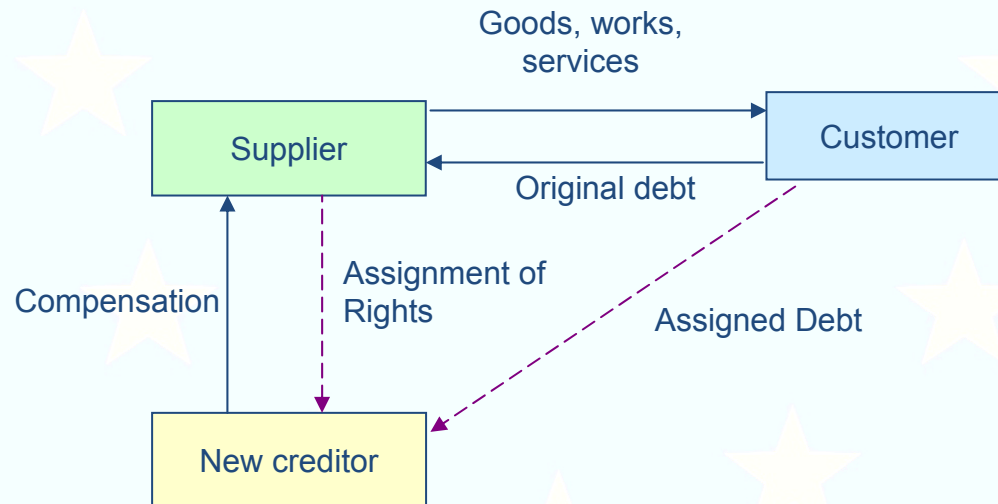 Goods, works,
services
Supplier
Customer
Original debt
Compensation
Assignment of
Rights
Assigned Debt
New creditor